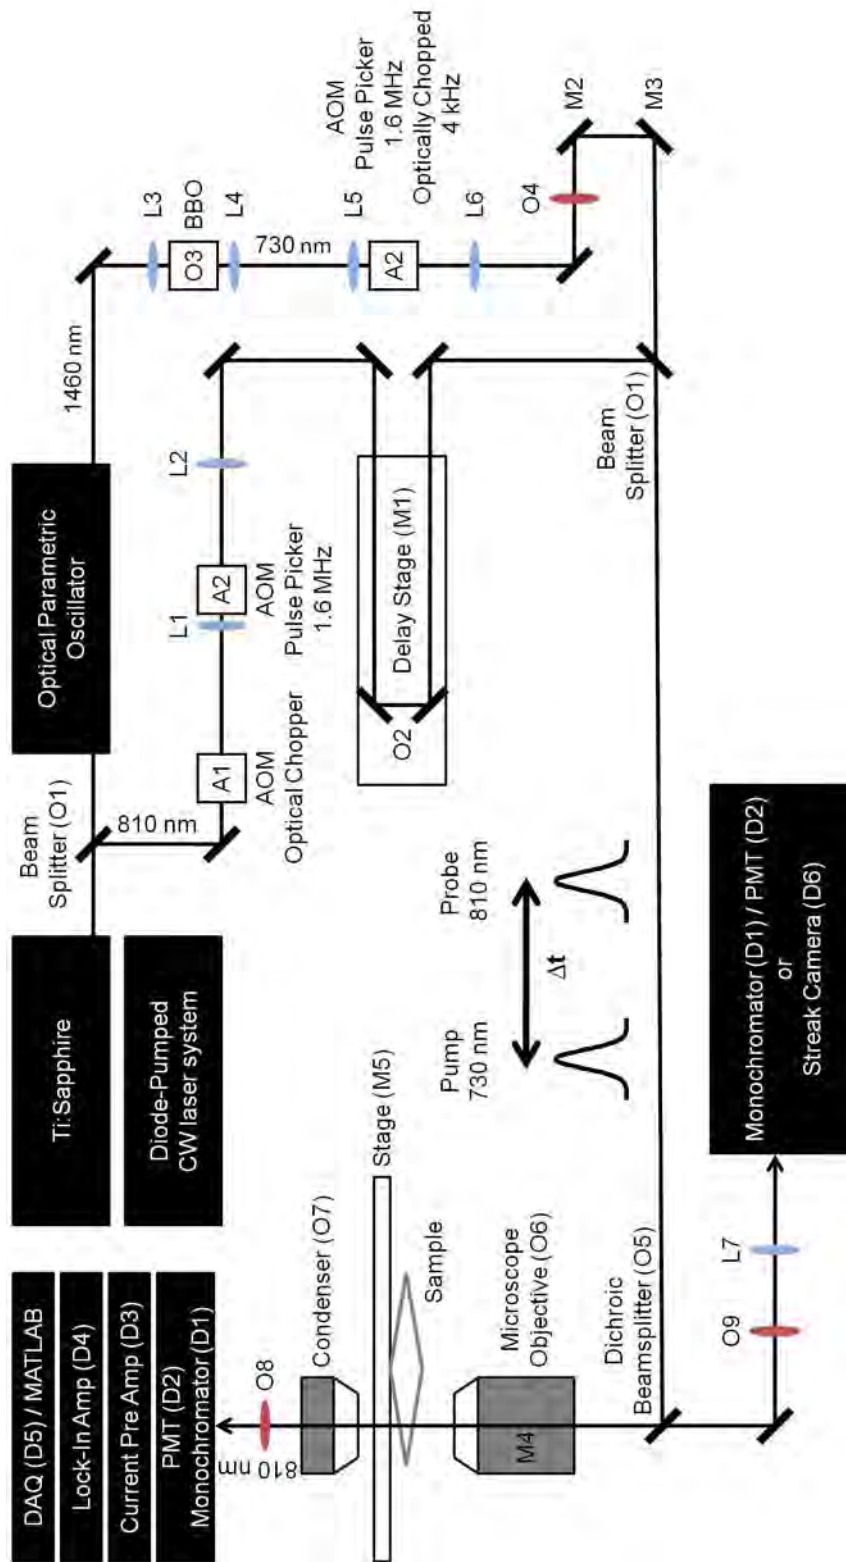 DAQ (D5) / MATLAB
Lock-In Amp (D4)
Current Pre Amp (D3)
PMT (D2)
Monochromator (D1)
Ti:Sapphire
Diode-Pumped
CW laser system
Beam
Splitter (O1)
810 nm
Optical Parametric
Oscillator
1460 nm
A1
AOM
Optical Chopper
L1
A2
AOM
Pulse Picker
1.6 MHz
L2
L3
O3
BBO
L4
730 nm
L5
A2
AOM
Pulse Picker
1.6 MHz
Optically Chopped
4 kHz
L6
O4
M2
M3
O2
Delay Stage (M1)
Beam
Splitter (O1)
810 nm
O8
Condenser (O7)
Stage (M5)
Sample
M4
Microscope
Objective (O6)
Pump
730 nm
Δt
Probe
810 nm
Dichroic
Beamsplitter (O5)
O9
L7
Monochromator (D1) / PMT (D2)
or
Streak Camera (D6)